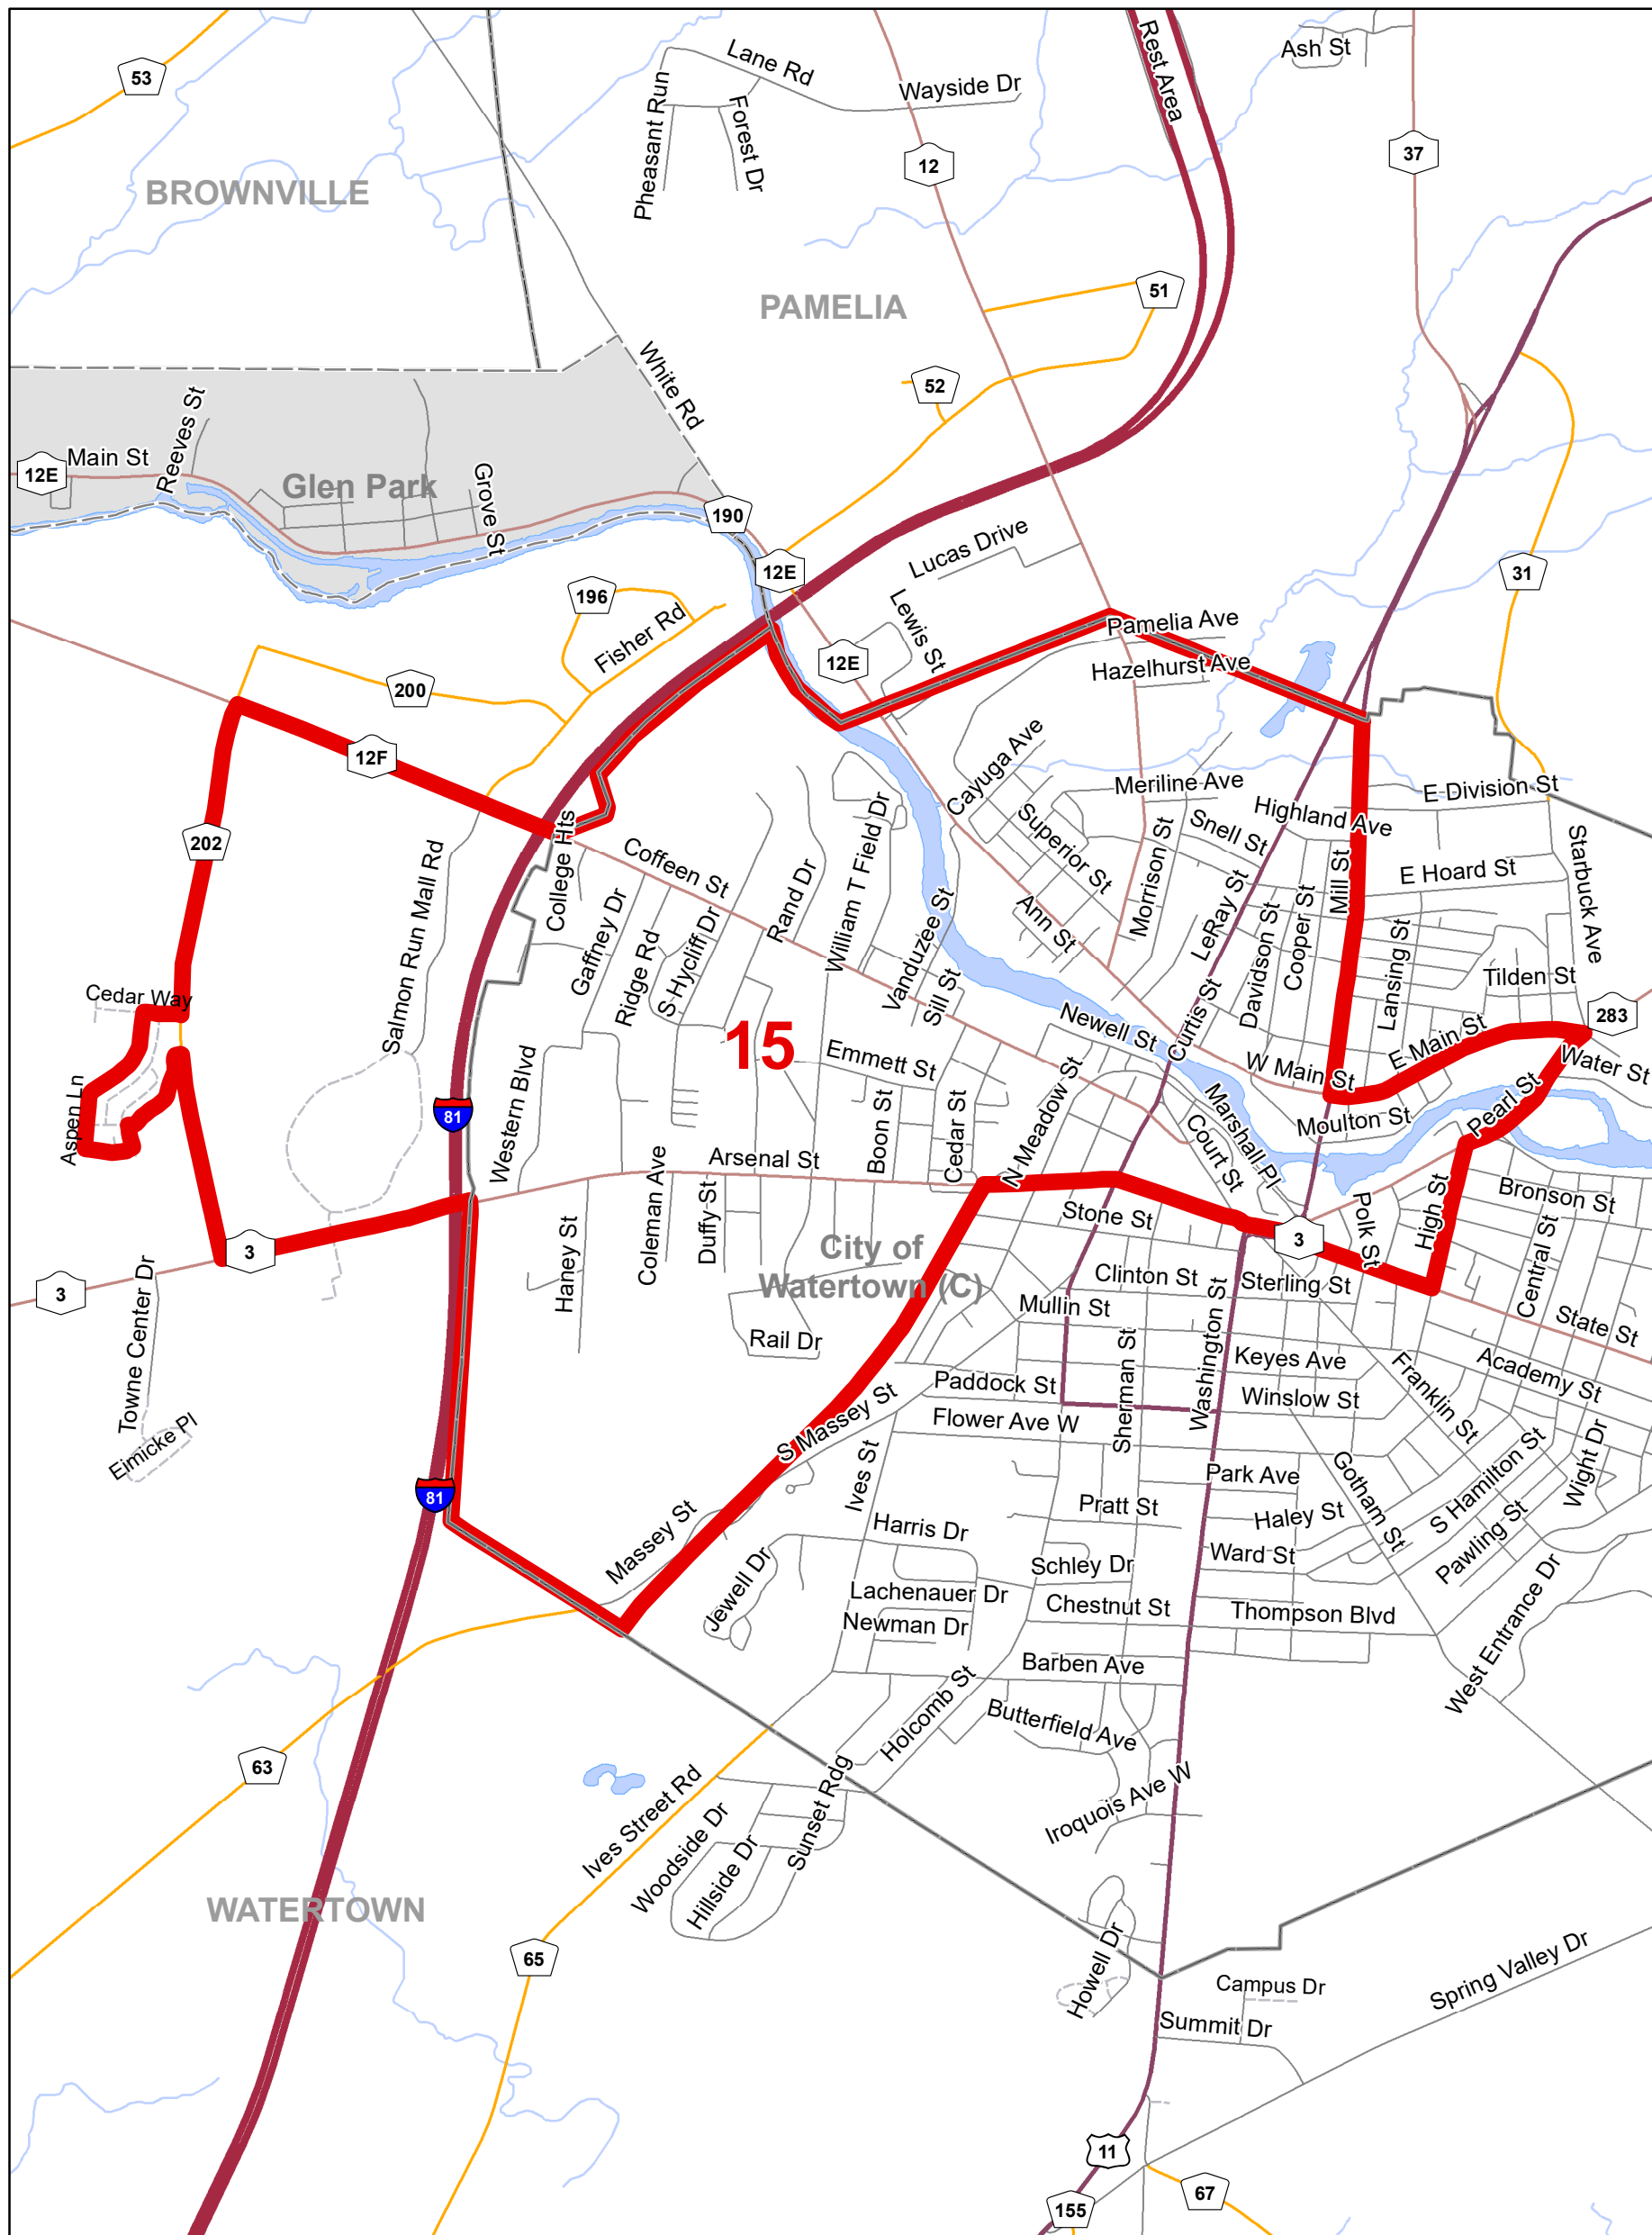 Ash St
Rest Area
Lane Rd
53
Wayside Dr
Pheasant Run
Forest Dr
37
12
BROWNVILLE
51
PAMELIA
52
White Rd
Reeves St
Main St
12E
Glen Park
Grove St
190
Lucas Drive
12E
31
196
Fisher Rd
Lewis St
Pamelia Ave
12E
Hazelhurst Ave
200
12F
Cayuga Ave
Meriline Ave
E Division St
Highland Ave
202
College Hts
Coffeen St
Superior St
Snell St
Starbuck Ave
William T Field Dr
Rand Dr
E Hoard St
Mill St
Morrison St
Salmon Run Mall Rd
Gaffney Dr
Ridge Rd
S Hycliff Dr
Vanduzee St
Ann St
LeRay St
Davidson St
Cooper St
Lansing St
Tilden St
Cedar Way
Sill St
Curtis St
283
15
Newell St
Emmett St
E Main St
Water St
W Main St
Aspen Ln
81
Western Blvd
N Meadow St
Marshall Pl
Pearl St
Moulton St
Boon St
Cedar St
Court St
Arsenal St
Coleman Ave
Duffy St
Haney St
Bronson St
High St
Polk St
Stone St
Central St
3
3
City of
Watertown (C)
3
Clinton St
Sterling St
Mullin St
Towne Center Dr
Rail Dr
State St
Sherman St
Washington St
Keyes Ave
Academy St
Paddock St
Winslow St
Franklin St
Flower Ave W
S Massey St
Eimicke Pl
Ives St
Park Ave
Gotham St
S Hamilton St
Wight Dr
81
Pratt St
Haley St
Massey St
Harris Dr
Pawling St
Ward St
Schley Dr
Jewell Dr
Lachenauer Dr
Chestnut St
Thompson Blvd
Newman Dr
West Entrance Dr
Barben Ave
Holcomb St
Butterfield Ave
63
Ives Street Rd
Sunset Rdg
Iroquois Ave W
Woodside Dr
Hillside Dr
WATERTOWN
65
Howell Dr
Spring Valley Dr
Campus Dr
Summit Dr
11
67
155